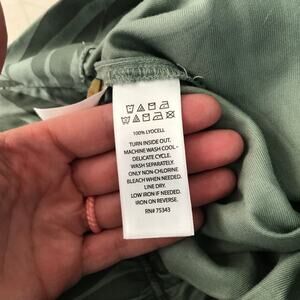 100% LYOCELL
TURN INSIDE OUT.
MACHINE WASH COOL -
DELICATE CYCLE.
WASH SEPARATELY.
ONLY NON-CHLORINE
BLEACH WHEN NEEDED.
LINE DRY.
LOW IRON IF NEEDED.
IRON ON REVERSE.
RN# 75343